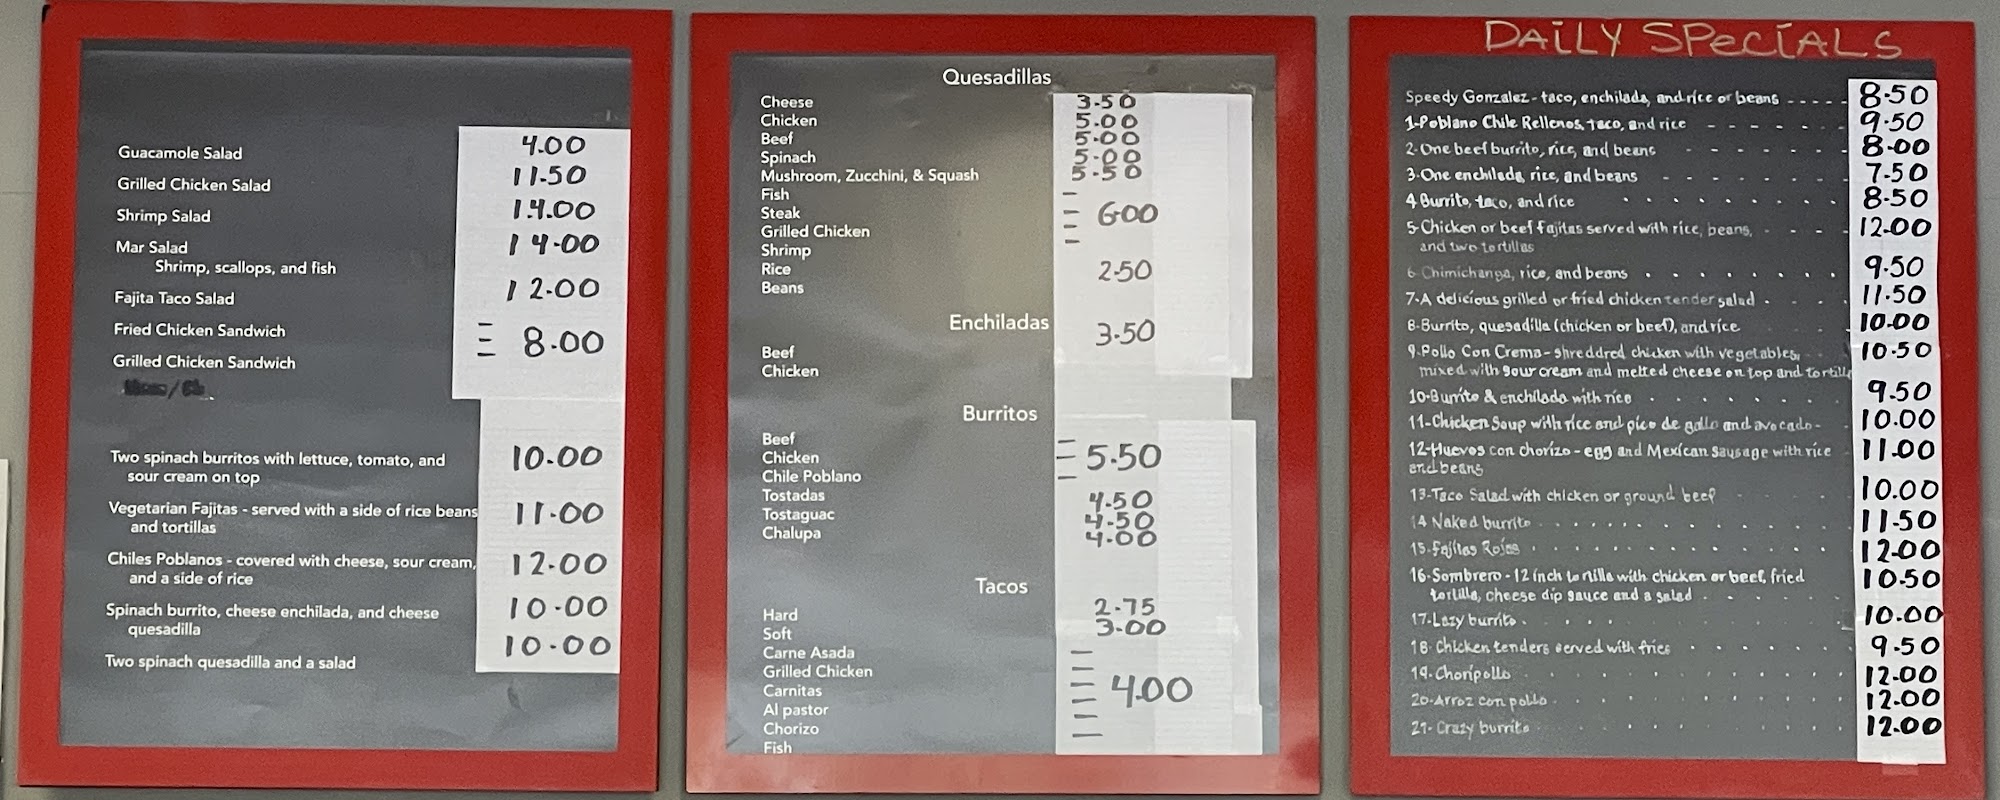 Guacamole Salad 4.00
Grilled Chicken Salad 11.50
Shrimp Salad 14.00
Mar Salad 14.00
Shrimp, scallops, and fish
Fajita Taco Salad 12.00
Fried Chicken Sandwich
Grilled Chicken Sandwich 8.00
Two spinach burritos with lettuce, tomato, and 10.00
sour cream on top
Vegetarian Fajitas - served with a side of rice beans 11.00
and tortillas
Chiles Poblanos - covered with cheese, sour cream, 12.00
and a side of rice
Spinach burrito, cheese enchilada, and cheese 10.00
quesadilla
Two spinach quesadilla and a salad 10.00
Quesadillas
Cheese 3.50
Chicken 5.00
Beef 5.00
Spinach 5.00
Mushroom, Zucchini, & Squash 5.50
Fish
Steak 6.00
Grilled Chicken
Shrimp
Rice 2.50
Beans
Enchiladas
3.50
Beef
Chicken
Burritos
Beef
Chicken 5.50
Chile Poblano
Tostadas 4.50
Tostaguac 4.50
Chalupa 4.00
Tacos
Hard 2.75
Soft 3.00
Carne Asada
Grilled Chicken
Carnitas 4.00
Al pastor
Chorizo
Fish
DAiLY SPeciALS
Speedy Gonzalez - taco, enchilada, and rice or beans 8.50
1-Poblano Chile Rellenos, taco, and rice 9.50
2-One beef burrito, rice, and beans 8.00
3-One enchilada, rice, and beans 7.50
4 Burrito, taco, and rice 8.50
5-Chicken or beef Fajitas served with rice, beans, 12.00
and two tortillas
6 Chimichanga, rice, and beans 9.50
7-A delicious grilled or fried chicken tender salad 11.50
8-Burrito, quesadilla (chicken or beef), and rice 10.00
9-Pollo Con Crema - shreddred chicken with vegetables, 10.50
mixed with sour cream and melted cheese on top and tortilla
10-Burrito & enchilada with rice 9.50
11-Chicken Soup with rice and pico de gallo and avocado - 10.00
12-Huevos con chorizo - egg and Mexican sausage with rice 11.00
and beans
13-Taco Salad with chicken or ground beef 10.00
14 Naked burrito 11.50
15-Fajitas Rojas 12.00
16-Sombrero - 12 inch tortilla with chicken or beef, fried 10.50
tortilla, cheese dip sauce and a salad
17-Lazy burrito 10.00
18-Chicken tenders served with fries 9.50
19-Choripollo 12.00
20-Arroz con pollo 12.00
21-Crazy burrito 12.00